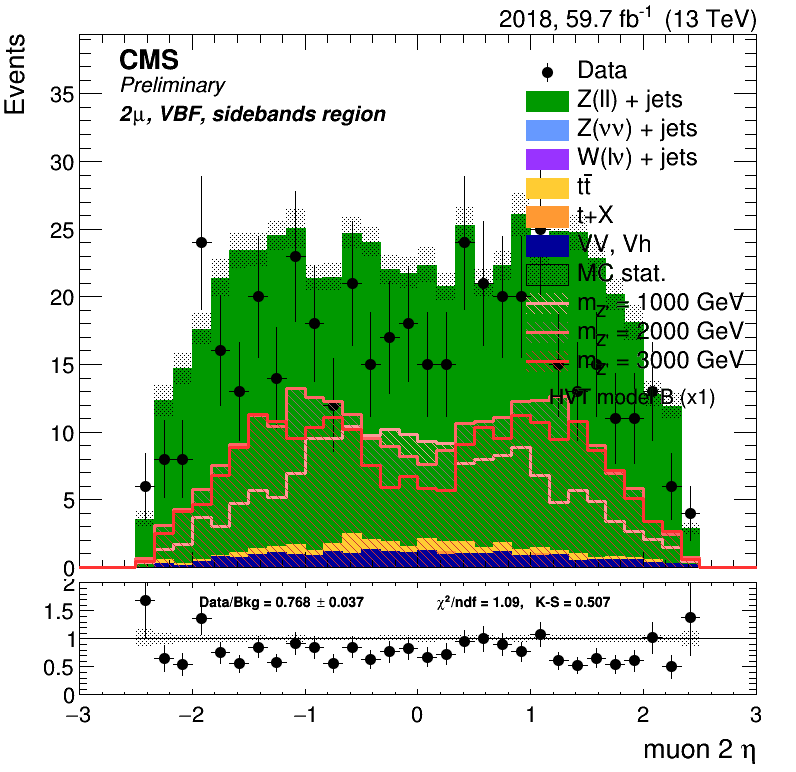 2018, 59.7 fb⁻¹ (13 TeV)
Events
CMS
Preliminary
2μ, VBF, sidebands region
Data
Z(ll) + jets
Z(νν) + jets
W(lν) + jets
tt̄
t+X
VV, Vh
MC stat.
m_Z' = 1000 GeV
m_Z' = 2000 GeV
m_Z' = 3000 GeV
HVT model B (x1)
35
30
25
20
15
10
5
0
2
1.5
1
0.5
0
Data/Bkg = 0.768 ± 0.037
χ²/ndf = 1.09, K-S = 0.507
−3 −2 −1 0 1 2 3
muon 2 η